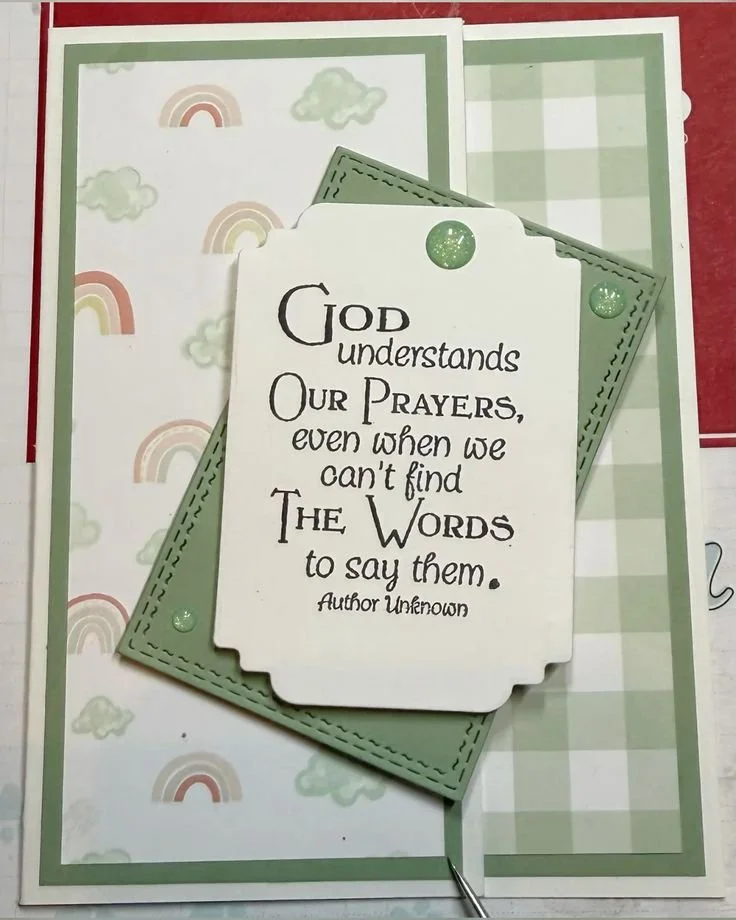 GOD
understands
OUR PRAYERS,
even when we
can't find
THE WORDS
to say them.
Author Unknown